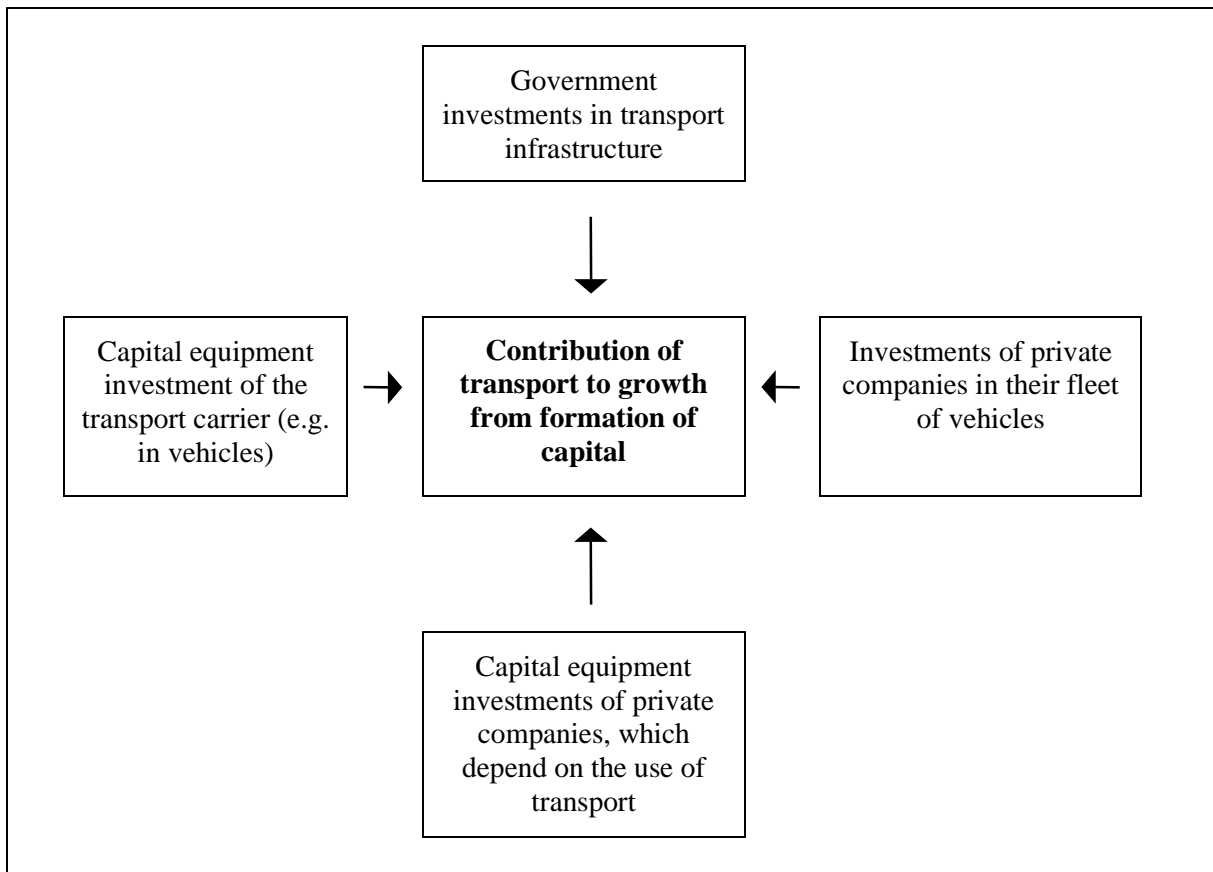 Government
investments in transport
infrastructure
Capital equipment
investment of the
transport carrier (e.g.
in vehicles)
Contribution of
transport to growth
from formation of
capital
Investments of private
companies in their fleet
of vehicles
Capital equipment
investments of private
companies, which
depend on the use of
transport